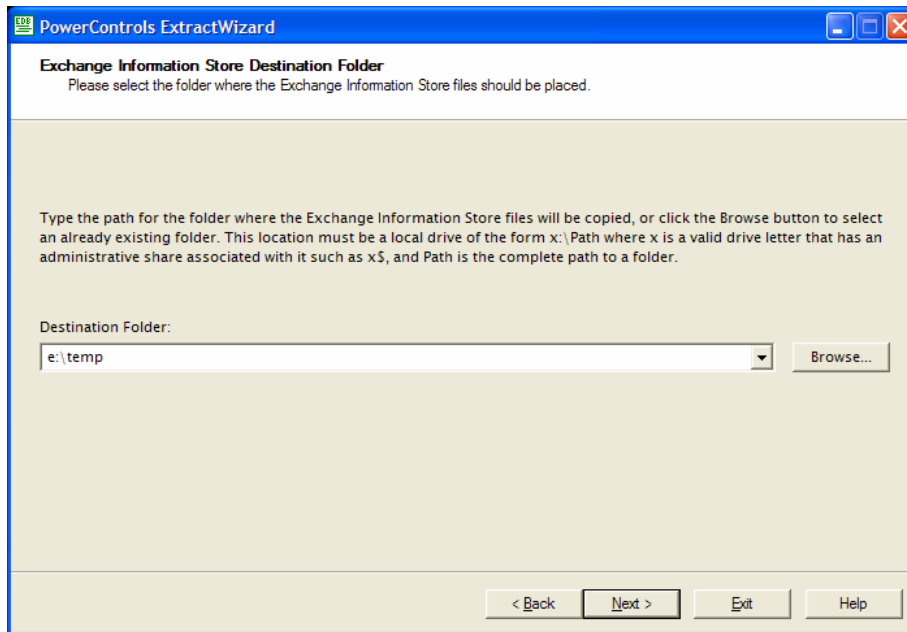 EDB
PowerControls ExtractWizard
Exchange Information Store Destination Folder
Please select the folder where the Exchange Information Store files should be placed.
Type the path for the folder where the Exchange Information Store files will be copied, or click the Browse button to select
an already existing folder. This location must be a local drive of the form x:\Path where x is a valid drive letter that has an
administrative share associated with it such as x$, and Path is the complete path to a folder.
Destination Folder:
e:\temp
Browse...
< Back
Next >
Exit
Help